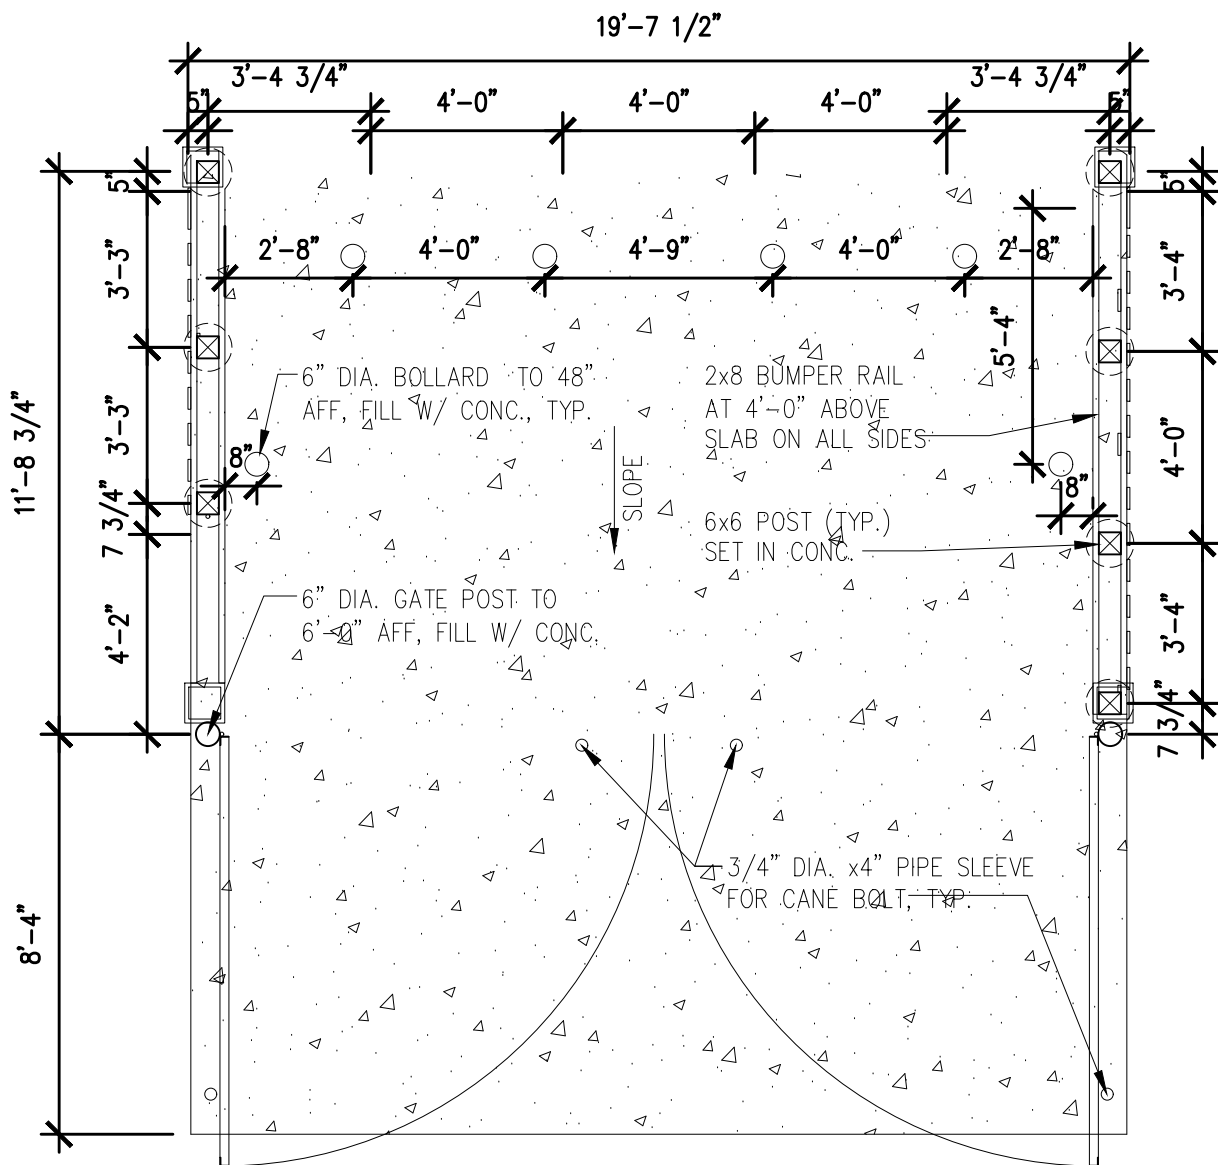 19'-7 1/2"
3'-4 3/4"
3'-4 3/4"
5"
4'-0"
4'-0"
4'-0"
5"
5"
5"
2'-8"
4'-0"
4'-9"
4'-0"
2'-8"
3'-3"
3'-4"
5'-4"
6" DIA. BOLLARD TO 48"
AFF, FILL W/ CONC., TYP.
2x8 BUMPER RAIL
AT 4'-0" ABOVE
SLAB ON ALL SIDES
11'-8 3/4"
3'-3"
8"
4'-0"
SLOPE
8"
7 3/4"
6x6 POST (TYP.)
SET IN CONC.
6" DIA. GATE POST TO
6'-0" AFF, FILL W/ CONC.
4'-2"
3'-4"
7 3/4"
3/4" DIA. x4" PIPE SLEEVE
FOR CANE BOLT, TYP.
8'-4"